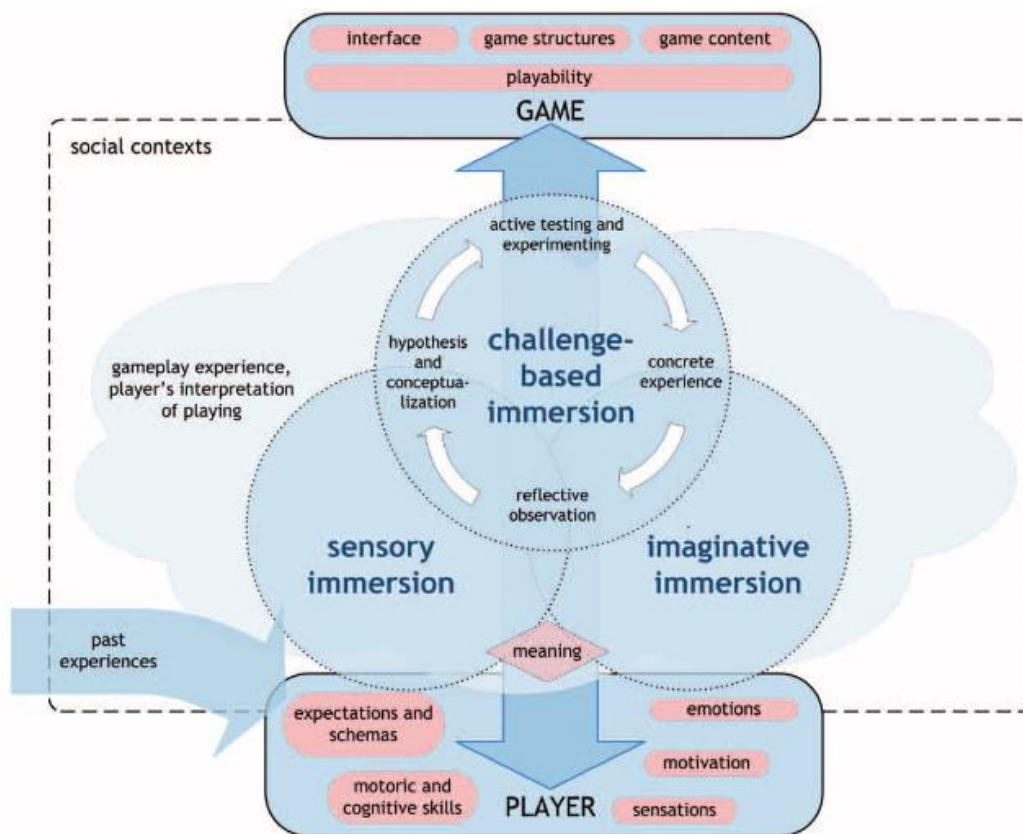 interface
game structures
game content
playability
GAME
social contexts
active testing and
experimenting
hypothesis
and
conceptua-
lization
challenge-
based
immersion
concrete
experience
gameplay experience,
player's interpretation
of playing
reflective
observation
sensory
immersion
imaginative
immersion
past
experiences
meaning
expectations and
schemas
emotions
motivation
motoric and
cognitive skills
PLAYER
sensations